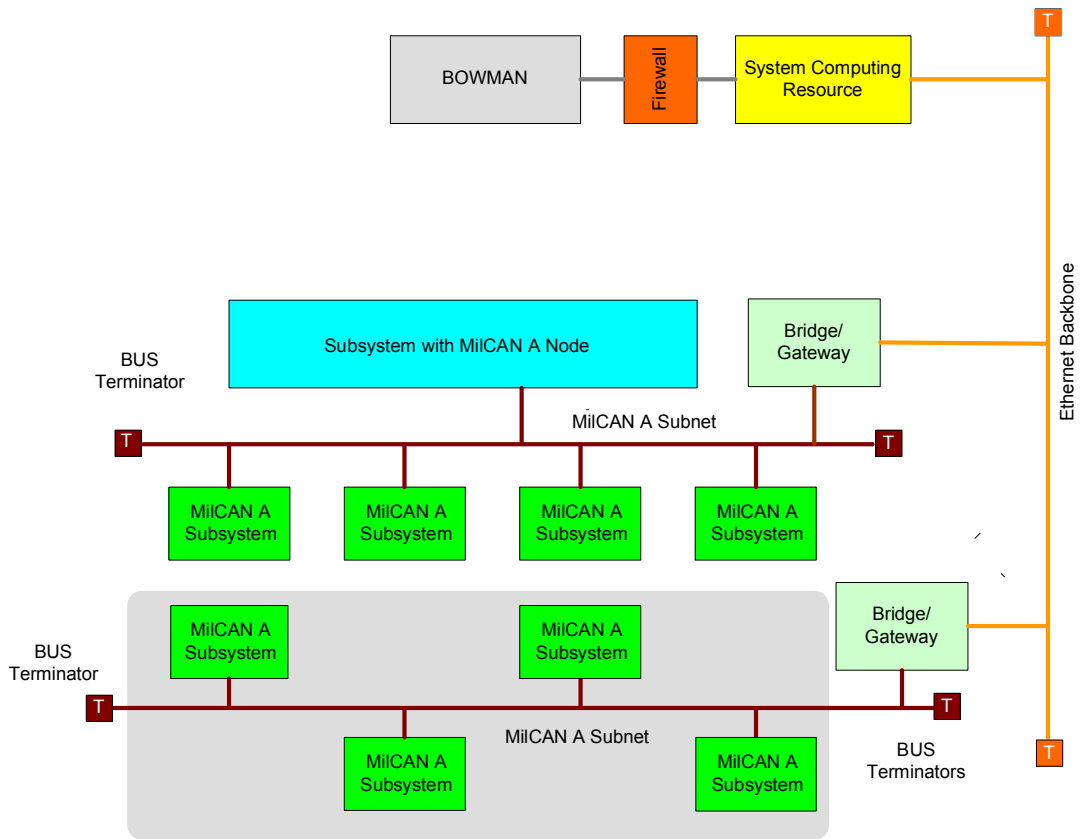 T
BOWMAN
Firewall
System Computing
Resource
Ethernet Backbone
Subsystem with MilCAN A Node
Bridge/
Gateway
BUS
Terminator
MilCAN A Subnet
T
T
MilCAN A
Subsystem
MilCAN A
Subsystem
MilCAN A
Subsystem
MilCAN A
Subsystem
MilCAN A
Subsystem
MilCAN A
Subsystem
Bridge/
Gateway
BUS
Terminator
T
T
MilCAN A Subnet
MilCAN A
Subsystem
MilCAN A
Subsystem
BUS
Terminators
T